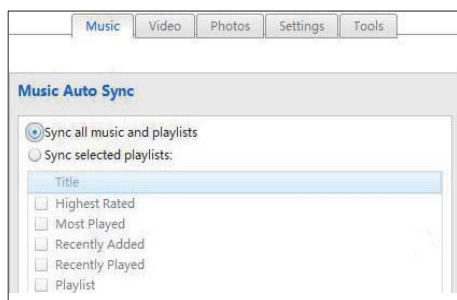 Music Video Photos Settings Tools
Music Auto Sync
Sync all music and playlists
Sync selected playlists:
Title
Highest Rated
Most Played
Recently Added
Recently Played
Playlist